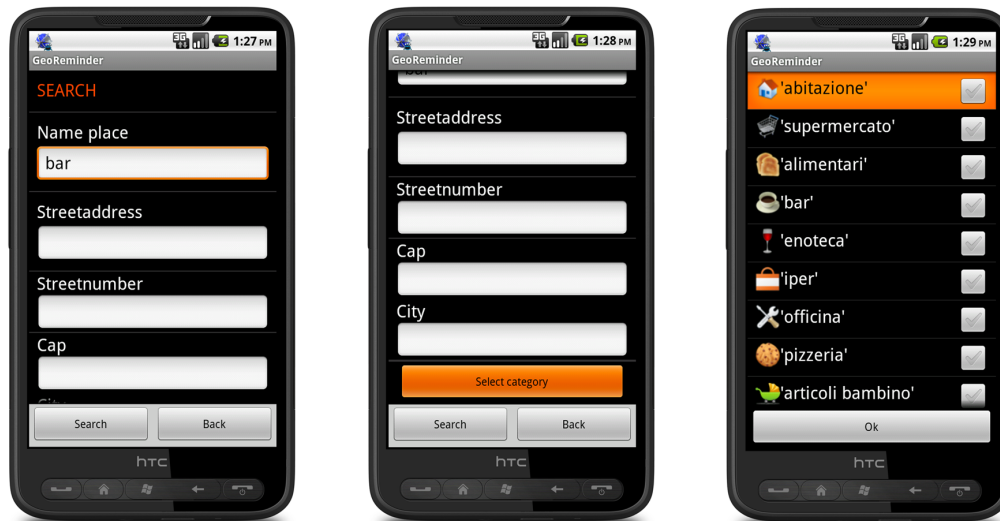 3G 1:27 PM
GeoReminder
SEARCH
Name place
bar
Streetaddress
Streetnumber
Cap
City
Search Back
hTC
3G 1:28 PM
GeoReminder
bar
Streetaddress
Streetnumber
Cap
City
Select category
Search Back
hTC
3G 1:29 PM
GeoReminder
'abitazione'
'supermercato'
'alimentari'
'bar'
'enoteca'
'iper'
'officina'
'pizzeria'
'articoli bambino'
Ok
hTC